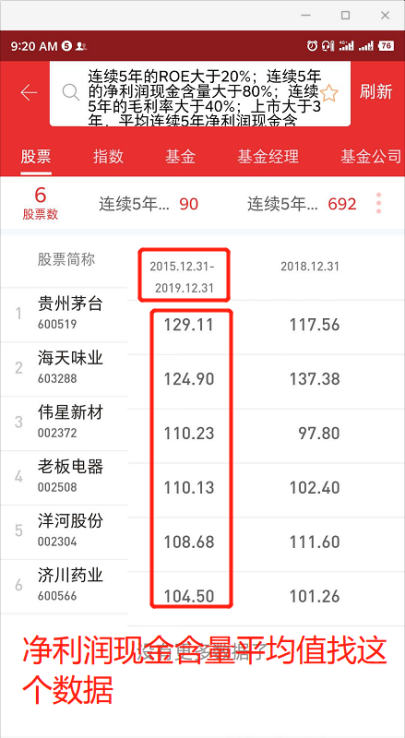 9:20 AM
76
连续5年的ROE大于20%；连续5年
的净利润现金含量大于80%；连续
5年的毛利率大于40%；上市大于3
年，平均连续5年净利润现金含
刷新
股票 指数 基金 基金经理 基金公司
6 连续5年... 90 连续5年... 692
股票数
股票简称 2015.12.31- 2018.12.31
2019.12.31
1 贵州茅台 129.11 117.56
600519
2 海天味业 124.90 137.38
603288
3 伟星新材 110.23 97.80
002372
4 老板电器 110.13 102.40
002508
5 洋河股份 108.68 111.60
002304
6 济川药业 104.50 101.26
600566
没有更多数据了
净利润现金含量平均值找这
个数据